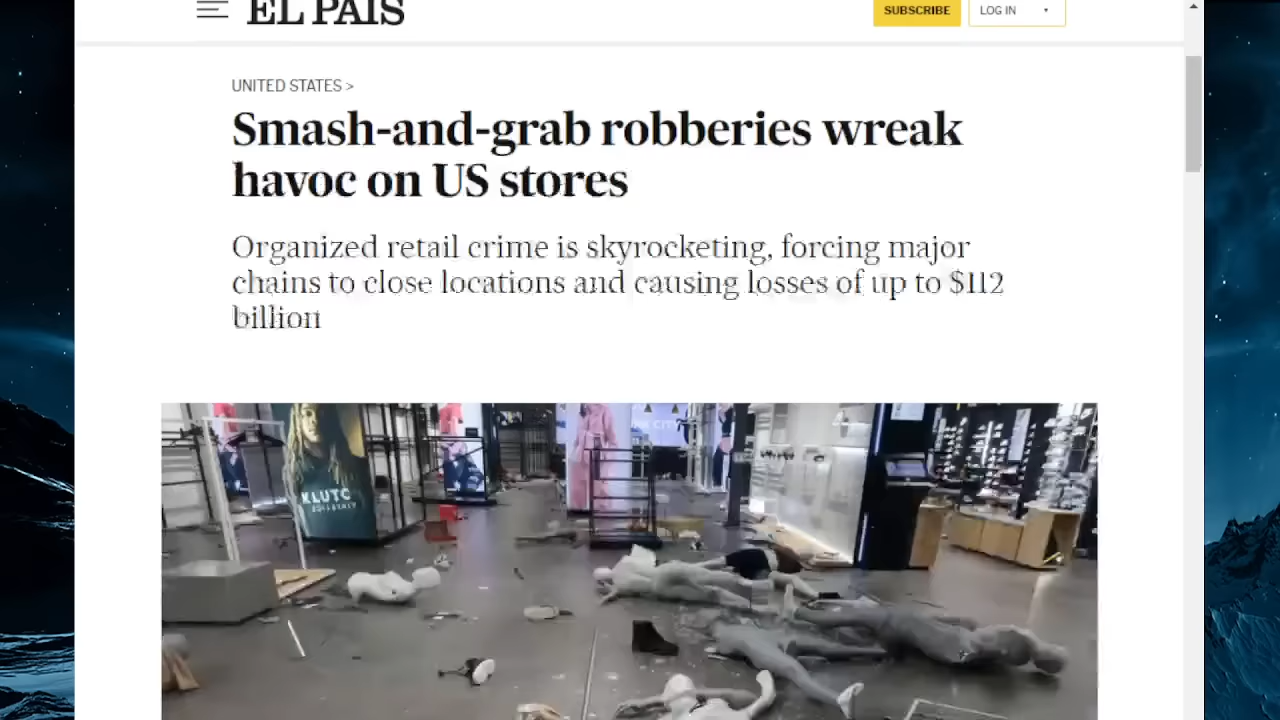 EL PAÍS
SUBSCRIBE
LOG IN
UNITED STATES >
Smash-and-grab robberies wreak
havoc on US stores
Organized retail crime is skyrocketing, forcing major
chains to close locations and causing losses of up to $112
billion
KLUTC